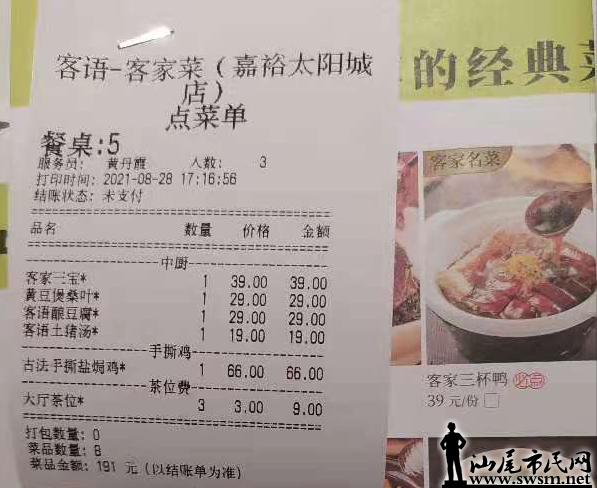 客语-客家菜（嘉裕太阳城
店）
点菜单
餐桌:5
服务员: 黄丹霞 人数: 3
打印时间: 2021-08-28 17:16:56
结账状态: 未支付
品名 数量 价格 金额
中厨
客家三宝* 1 39.00 39.00
黄豆煲桑叶* 1 29.00 29.00
客语酿豆腐* 1 29.00 29.00
客语土猪汤* 1 19.00 19.00
手撕鸡
古法手撕盐焗鸡* 1 66.00 66.00
茶位费
大厅茶位* 3 3.00 9.00
打包数量: 0
菜品数量: 8
菜品金额: 191 元（以结账单为准）
的经典菜
客家名菜
客家三杯鸭 必点
39 元/份
汕尾市民网
www.swsm.net